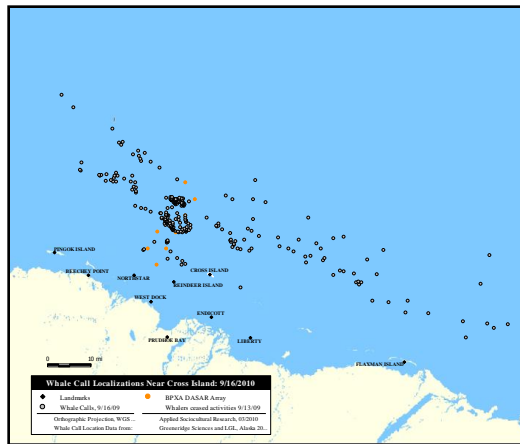 PINGOK ISLAND
BEECHEY POINT
NORTHSTAR
CROSS ISLAND
REINDEER ISLAND
WEST DOCK
ENDICOTT
PRUDHOE BAY
LIBERTY
FLAXMAN ISLAND
10 mi
Whale Call Localizations Near Cross Island: 9/16/2010
Landmarks
BPXA DASAR Array
Whale Calls, 9/16/09
Whalers ceased activities 9/13/09
Orthographic Projection, WGS ...
Applied Sociocultural Research, 03/2010
Whale Call Location Data from:
Greeneridge Sciences and LGL, Alaska 20...